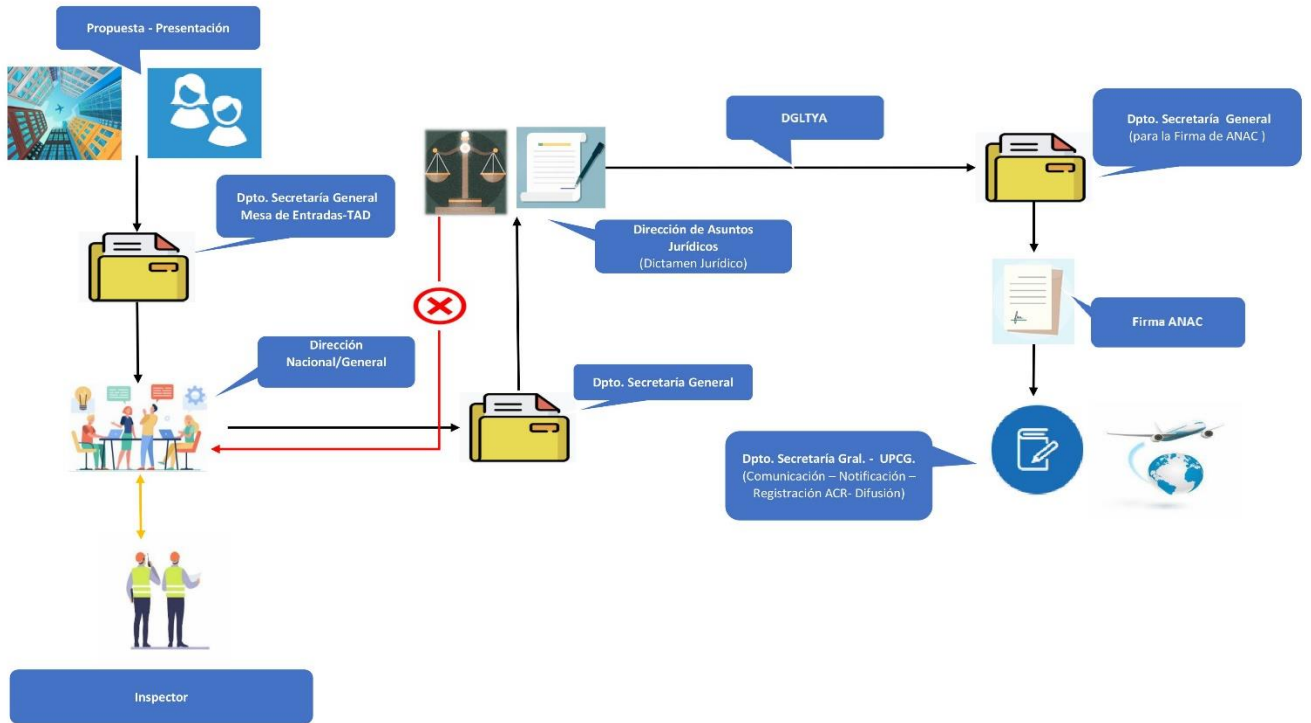 Propuesta - Presentación
Dpto. Secretaría General
Mesa de Entradas-TAD
Dirección
Nacional/General
Inspector
Dpto. Secretaria General
Dirección de Asuntos
Jurídicos
(Dictamen Jurídico)
DGLTYA
Dpto. Secretaría General
(para la Firma de ANAC )
Firma ANAC
Dpto. Secretaría Gral. - UPCG.
(Comunicación – Notificación –
Registración ACR- Difusión)